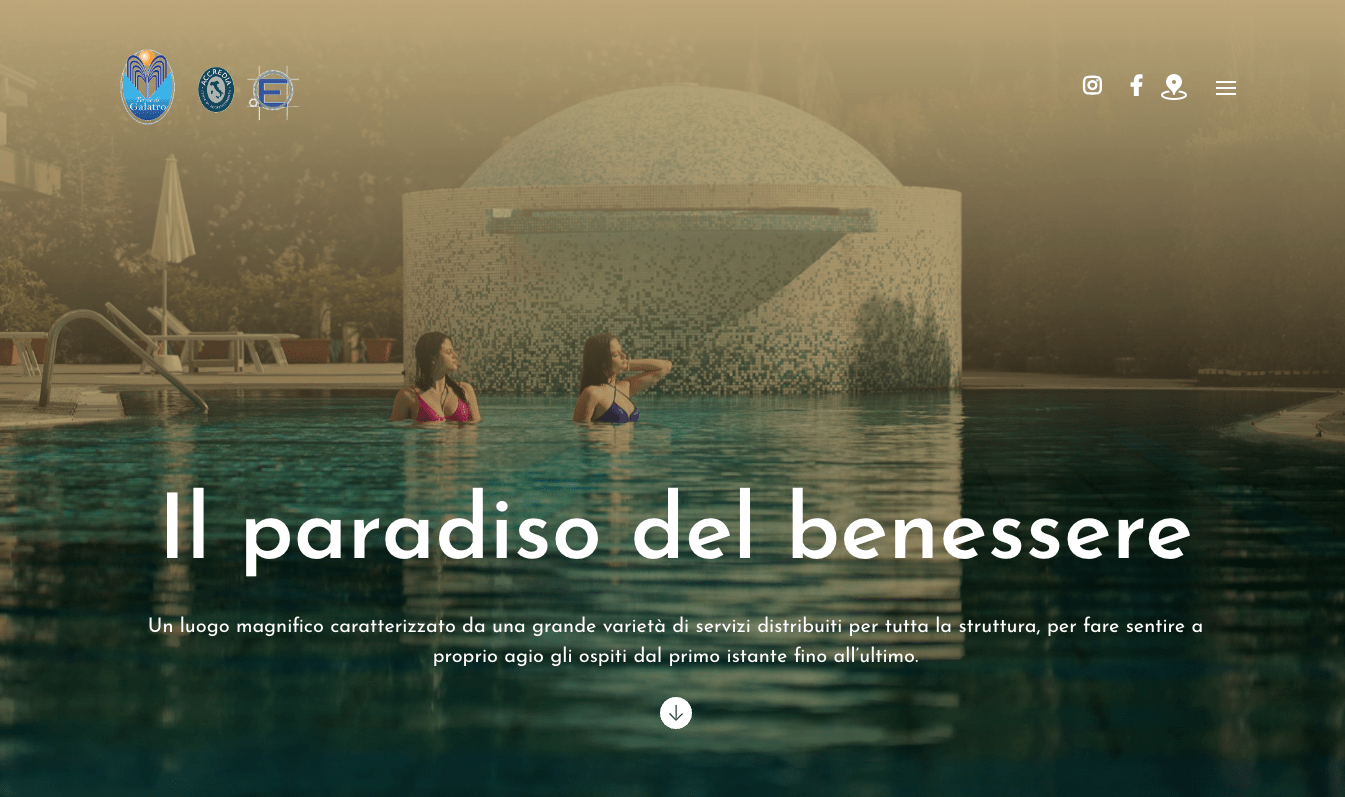 Terme di
Galatro
ACCREDIA
E
Il paradiso del benessere
Un luogo magnifico caratterizzato da una grande varietà di servizi distribuiti per tutta la struttura, per fare sentire a
proprio agio gli ospiti dal primo istante fino all'ultimo.